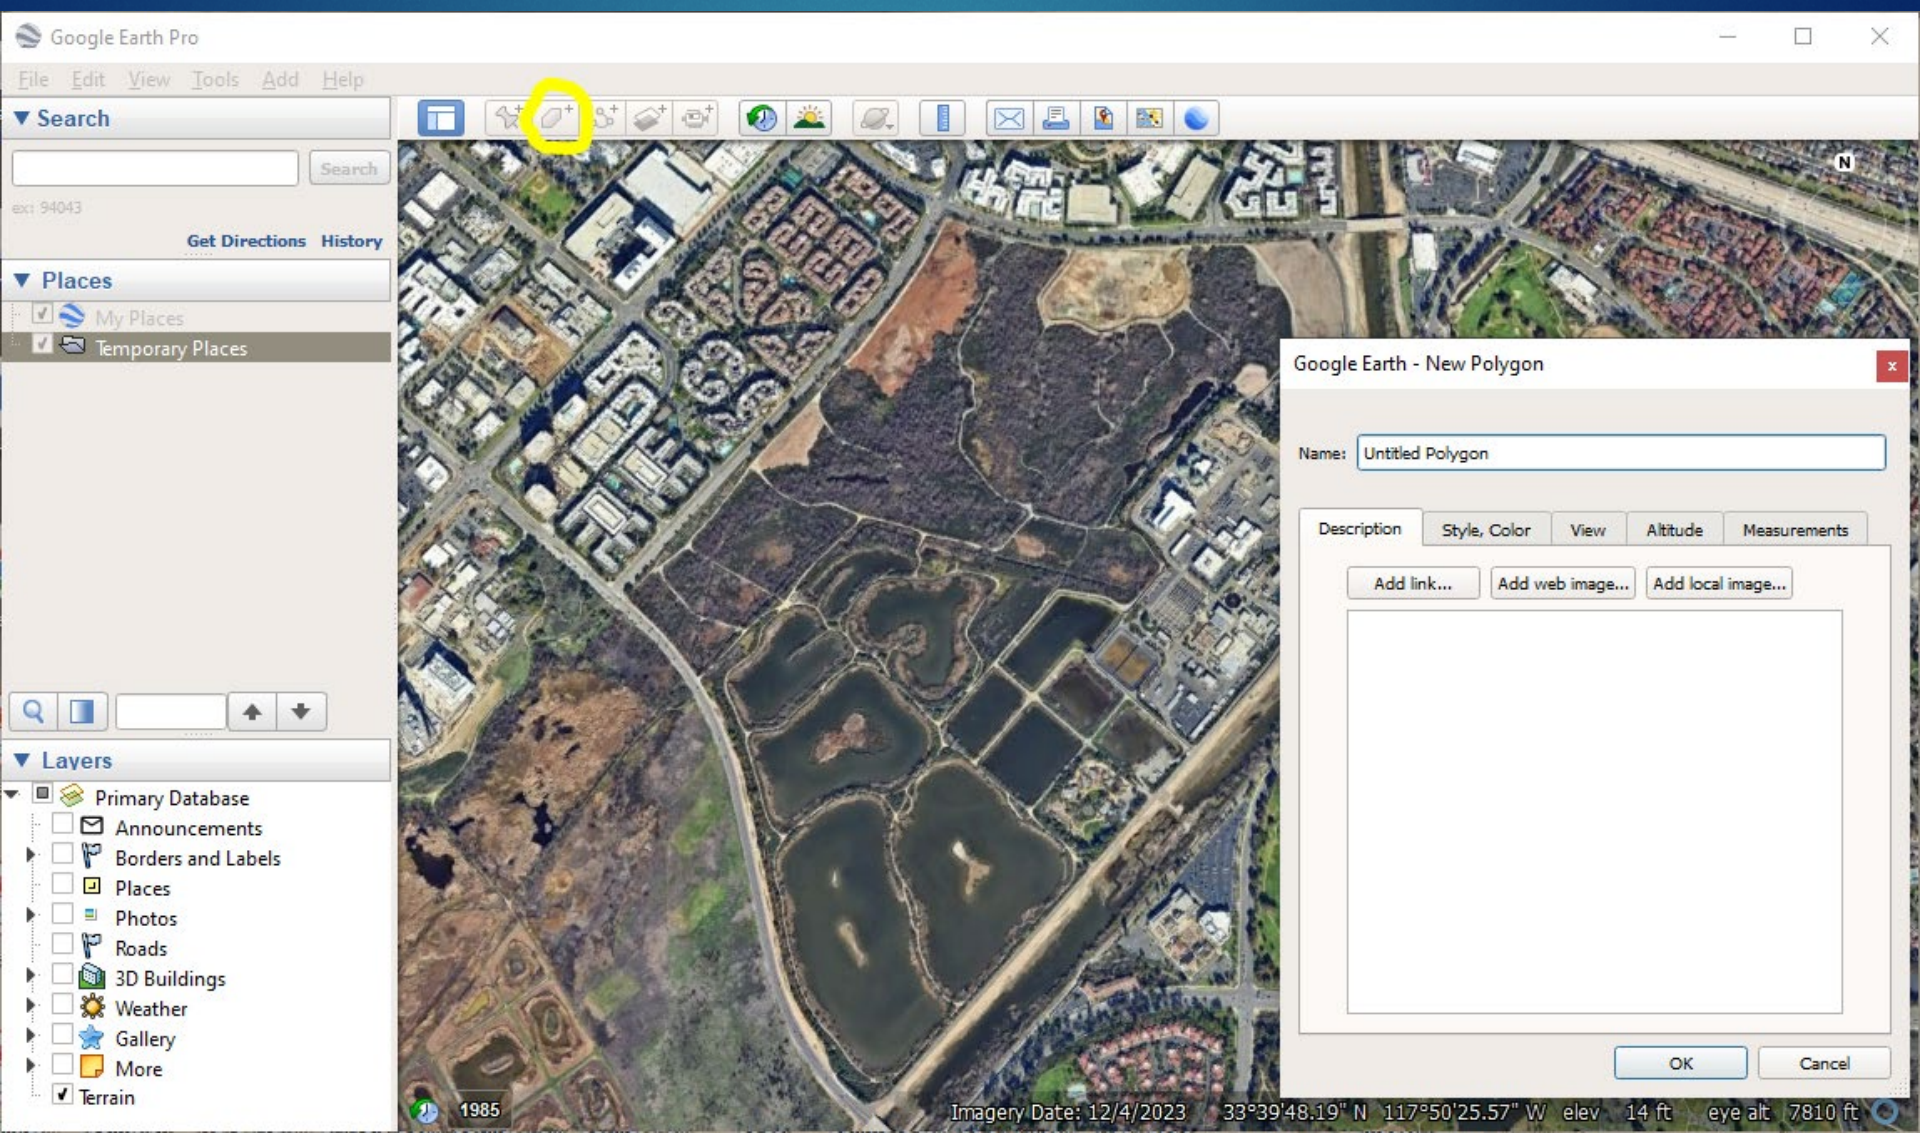 Google Earth Pro
File Edit View Tools Add Help
Search
Search
ex: 94043
Get Directions History
Places
My Places
Temporary Places
Layers
Primary Database
Announcements
Borders and Labels
Places
Photos
Roads
3D Buildings
Weather
Gallery
More
Terrain
N
Google Earth - New Polygon
x
Name: Untitled Polygon
Description Style, Color View Altitude Measurements
Add link... Add web image... Add local image...
OK Cancel
1985
Imagery Date: 12/4/2023 33°39'48.19" N 117°50'25.57" W elev 14 ft eye alt 7810 ft